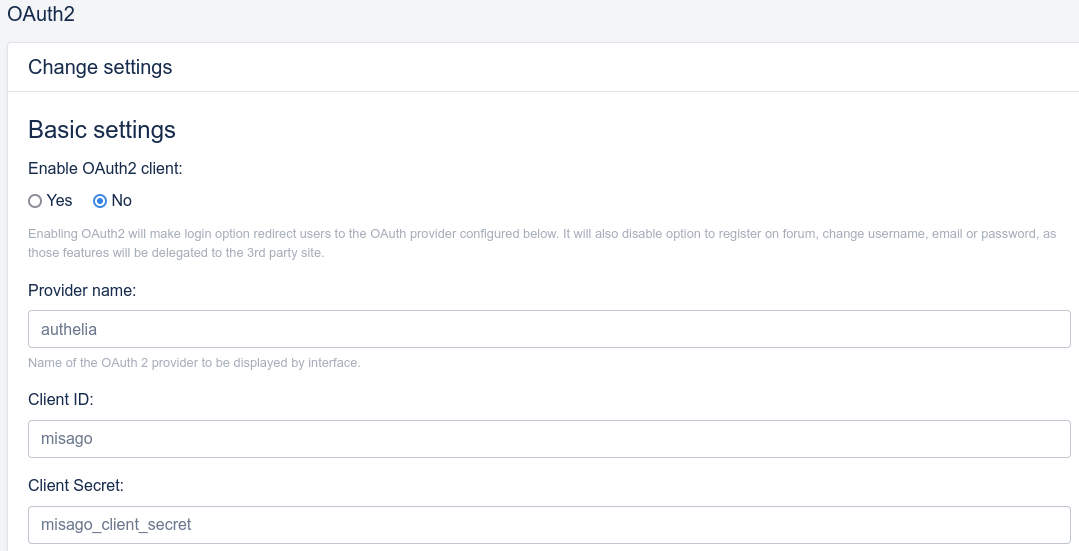 OAuth2
Change settings
Basic settings
Enable OAuth2 client:
Yes No
Enabling OAuth2 will make login option redirect users to the OAuth provider configured below. It will also disable option to register on forum, change username, email or password, as
those features will be delegated to the 3rd party site.
Provider name:
authelia
Name of the OAuth 2 provider to be displayed by interface.
Client ID:
misago
Client Secret:
misago_client_secret